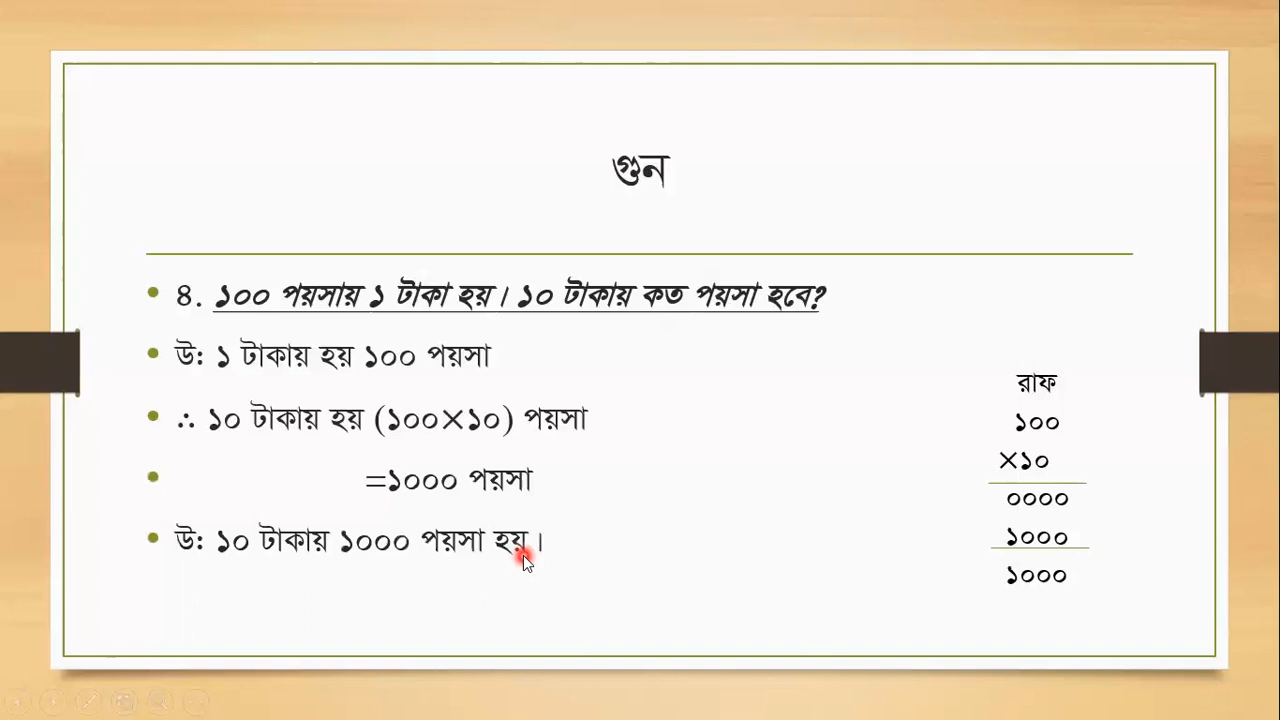 গুন
৪. ১০০ পয়সায় ১ টাকা হয়। ১০ টাকায় কত পয়সা হবে?
উঃ ১ টাকায় হয় ১০০ পয়সা
∴ ১০ টাকায় হয় (১০০×১০) পয়সা
=১০০০ পয়সা
উঃ ১০ টাকায় ১০০০ পয়সা হয়।
রাফ
১০০
×১০
০০০০
১০০০
১০০০